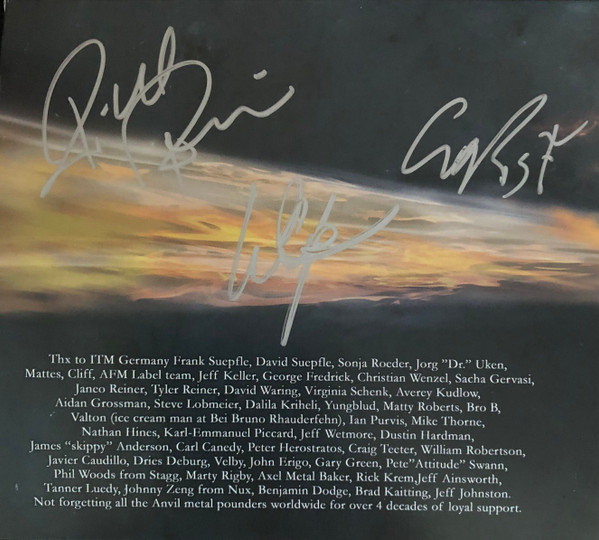 Thx to ITM Germany Frank Suepfle, David Suepfle, Sonja Roeder, Jorg "Dr." Uken,
Mattes, Cliff, AFM Label team, Jeff Keller, George Fredrick, Christian Wenzel, Sacha Gervasi,
Janco Reiner, Tyler Reiner, David Waring, Virginia Schenk, Averey Kudlow,
Aidan Grossman, Steve Lobmeier, Dalila Kriheli, Yungblud, Matty Roberts, Bro B,
Valton (ice cream man at Bei Bruno Rhauderfehn), Ian Purvis, Mike Thorne,
Nathan Hines, Karl-Emmanuel Piccard, Jeff Wetmore, Dustin Hardman,
James "skippy" Anderson, Carl Canedy, Peter Herostratos, Craig Teeter, William Robertson,
Javier Caudillo, Dries Deburg, Velby, John Erigo, Gary Green, Pete"Attitude" Swann,
Phil Woods from Stagg, Marty Rigby, Axel Metal Baker, Rick Krem,Jeff Ainsworth,
Tanner Luedy, Johnny Zeng from Nux, Benjamin Dodge, Brad Kaitting, Jeff Johnston.
Not forgetting all the Anvil metal pounders worldwide for over 4 decades of loyal support.